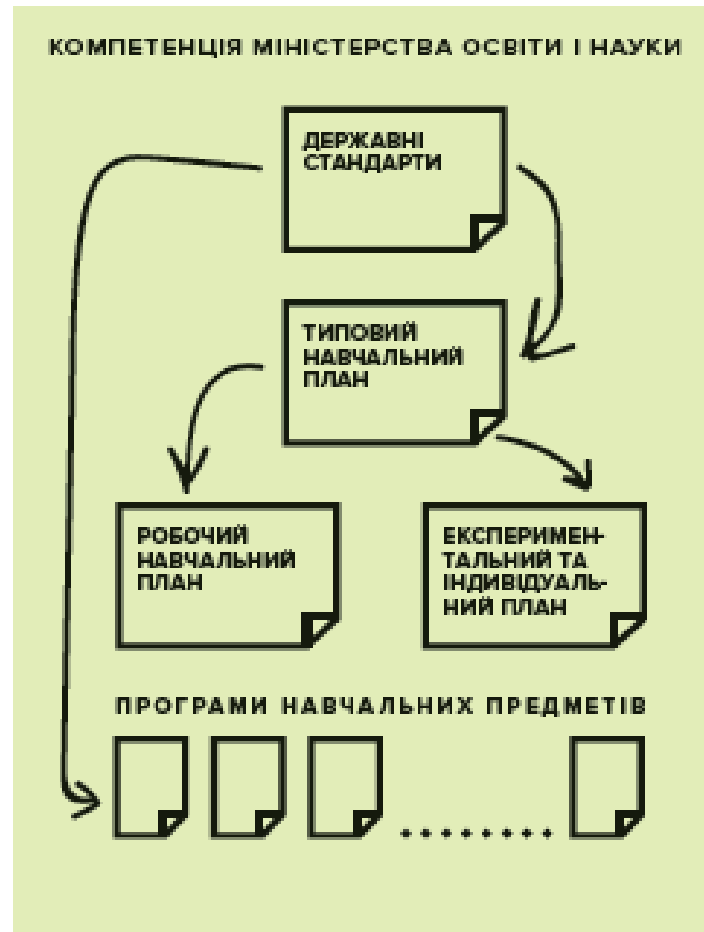 КОМПЕТЕНЦІЯ МІНІСТЕРСТВА ОСВІТИ І НАУКИ
ДЕРЖАВНІ
СТАНДАРТИ
ТИПОВИЙ
НАВЧАЛЬНИЙ
ПЛАН
РОБОЧИЙ
НАВЧАЛЬНИЙ
ПЛАН
ЕКСПЕРИМЕН-
ТАЛЬНИЙ ТА
ІНДИВІДУАЛЬ-
НИЙ ПЛАН
ПРОГРАМИ НАВЧАЛЬНИХ ПРЕДМЕТІВ